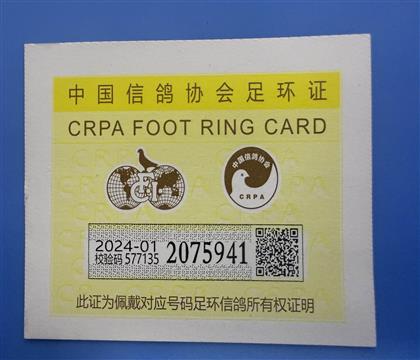 中国信鸽协会足环证
CRPA FOOT RING CARD
中国信鸽协会
CRPA
2024-01
校验码 577135
2075941
此证为佩戴对应号码足环信鸽所有权证明